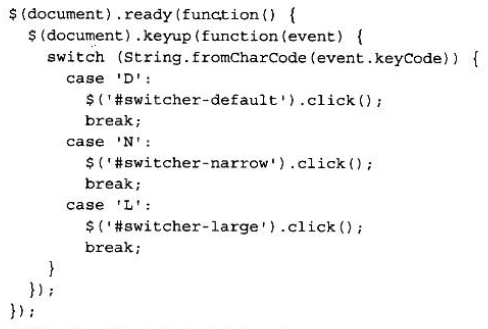 $(document).ready(function() {
  $(document).keyup(function(event) {
    switch (String.fromCharCode(event.keyCode)) {
      case 'D':
        $('#switcher-default').click();
        break;
      case 'N':
        $('#switcher-narrow').click();
        break;
      case 'L':
        $('#switcher-large').click();
        break;
    }
  });
});